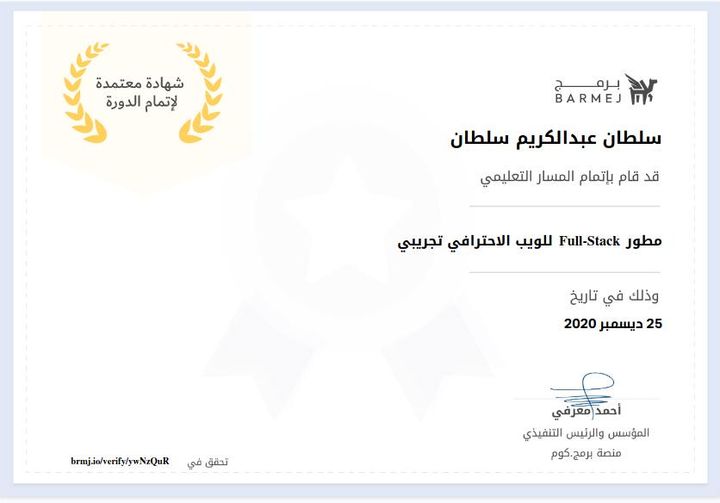 شهادة معتمدة
لإتمام الدورة
برمج
BARMEJ
سلطان عبدالكريم سلطان
قد قام بإتمام المسار التعليمي
مطور Full-Stack للويب الاحترافي تجريبي
وذلك في تاريخ
25 ديسمبر 2020
أحمد معرفي
المؤسس والرئيس التنفيذي
منصة برمج.كوم
تحقق في brmj.io/verify/ywNzQuR